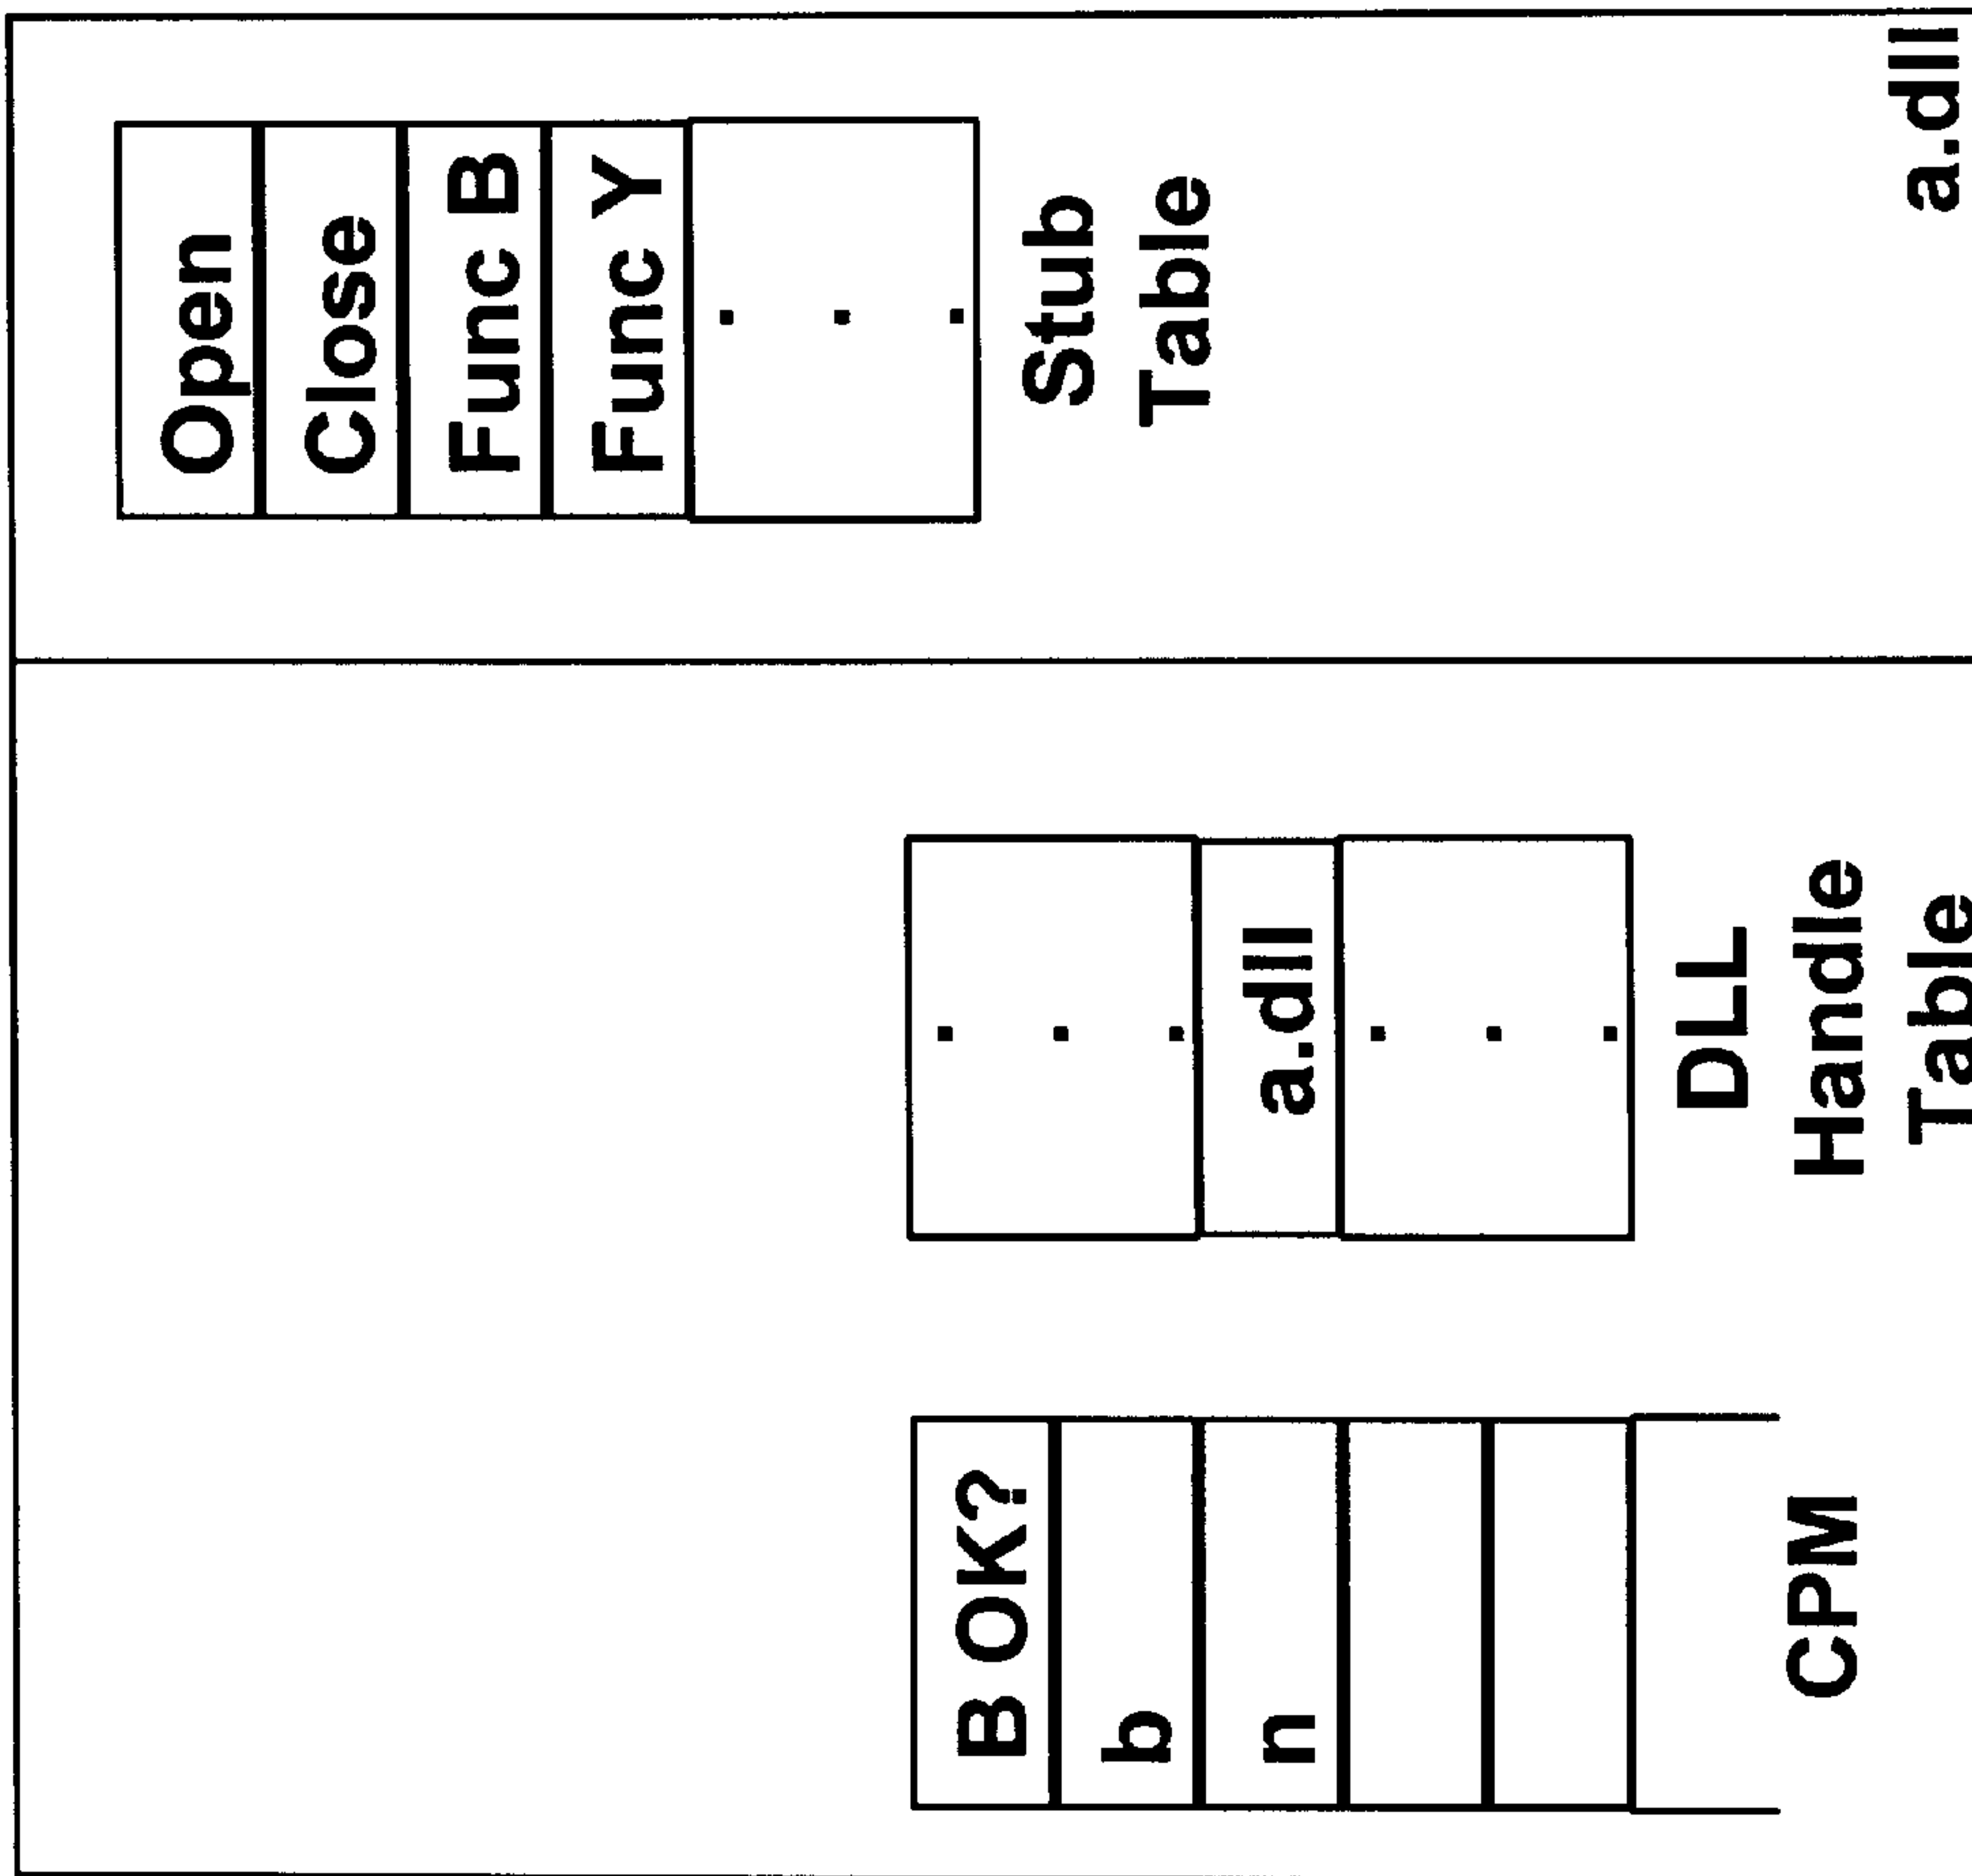 B OK?
b
n
CPM
a.dll
DLL
Handle
Table
Open
Close
Func B
Func Y
Stub
Table
a.dll